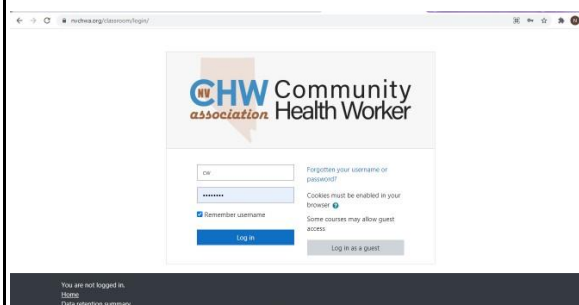 nvchwa.org/classroom/login/
NV
CHW Community
association Health Worker
Forgotten your username or
password?
Cookies must be enabled in your
browser
Remember username
Some courses may allow guest
access
Log in
Log in as a guest
You are not logged in.
Home
Data retention summary